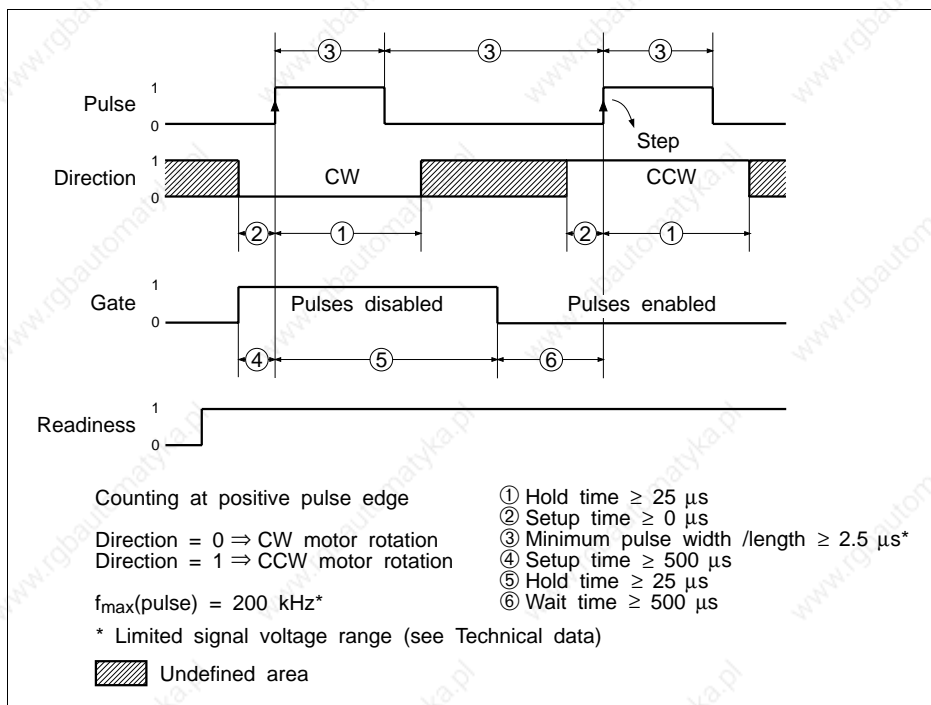 ③ ③ ③
Pulse 1 0
Step
Direction 1 0 CW CCW
② ① ② ①
Gate 1 0 Pulses disabled Pulses enabled
④ ⑤ ⑥
Readiness 1 0
Counting at positive pulse edge
Direction = 0 ⇒ CW motor rotation
Direction = 1 ⇒ CCW motor rotation
fmax(pulse) = 200 kHz*
* Limited signal voltage range (see Technical data)
Undefined area
① Hold time ≥ 25 µs
② Setup time ≥ 0 µs
③ Minimum pulse width /length ≥ 2.5 µs*
④ Setup time ≥ 500 µs
⑤ Hold time ≥ 25 µs
⑥ Wait time ≥ 500 µs
www.rgbautomatyka.pl